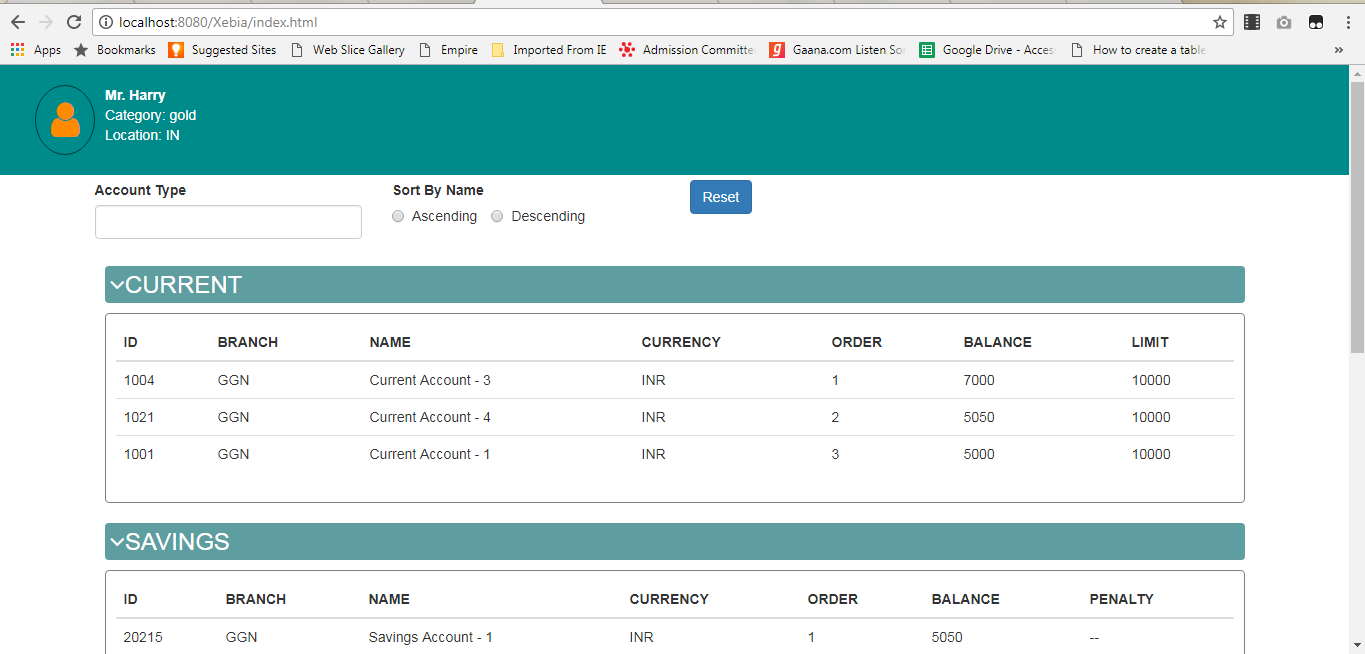 localhost:8080/Xebia/index.html
Apps Bookmarks Suggested Sites Web Slice Gallery Empire Imported From IE Admission Committe Gaana.com Listen Sor Google Drive - Acces How to create a table »
Mr. Harry
Category: gold
Location: IN
Account Type Sort By Name Reset
Ascending Descending
CURRENT
ID BRANCH NAME CURRENCY ORDER BALANCE LIMIT
1004 GGN Current Account - 3 INR 1 7000 10000
1021 GGN Current Account - 4 INR 2 5050 10000
1001 GGN Current Account - 1 INR 3 5000 10000
SAVINGS
ID BRANCH NAME CURRENCY ORDER BALANCE PENALTY
20215 GGN Savings Account - 1 INR 1 5050 --